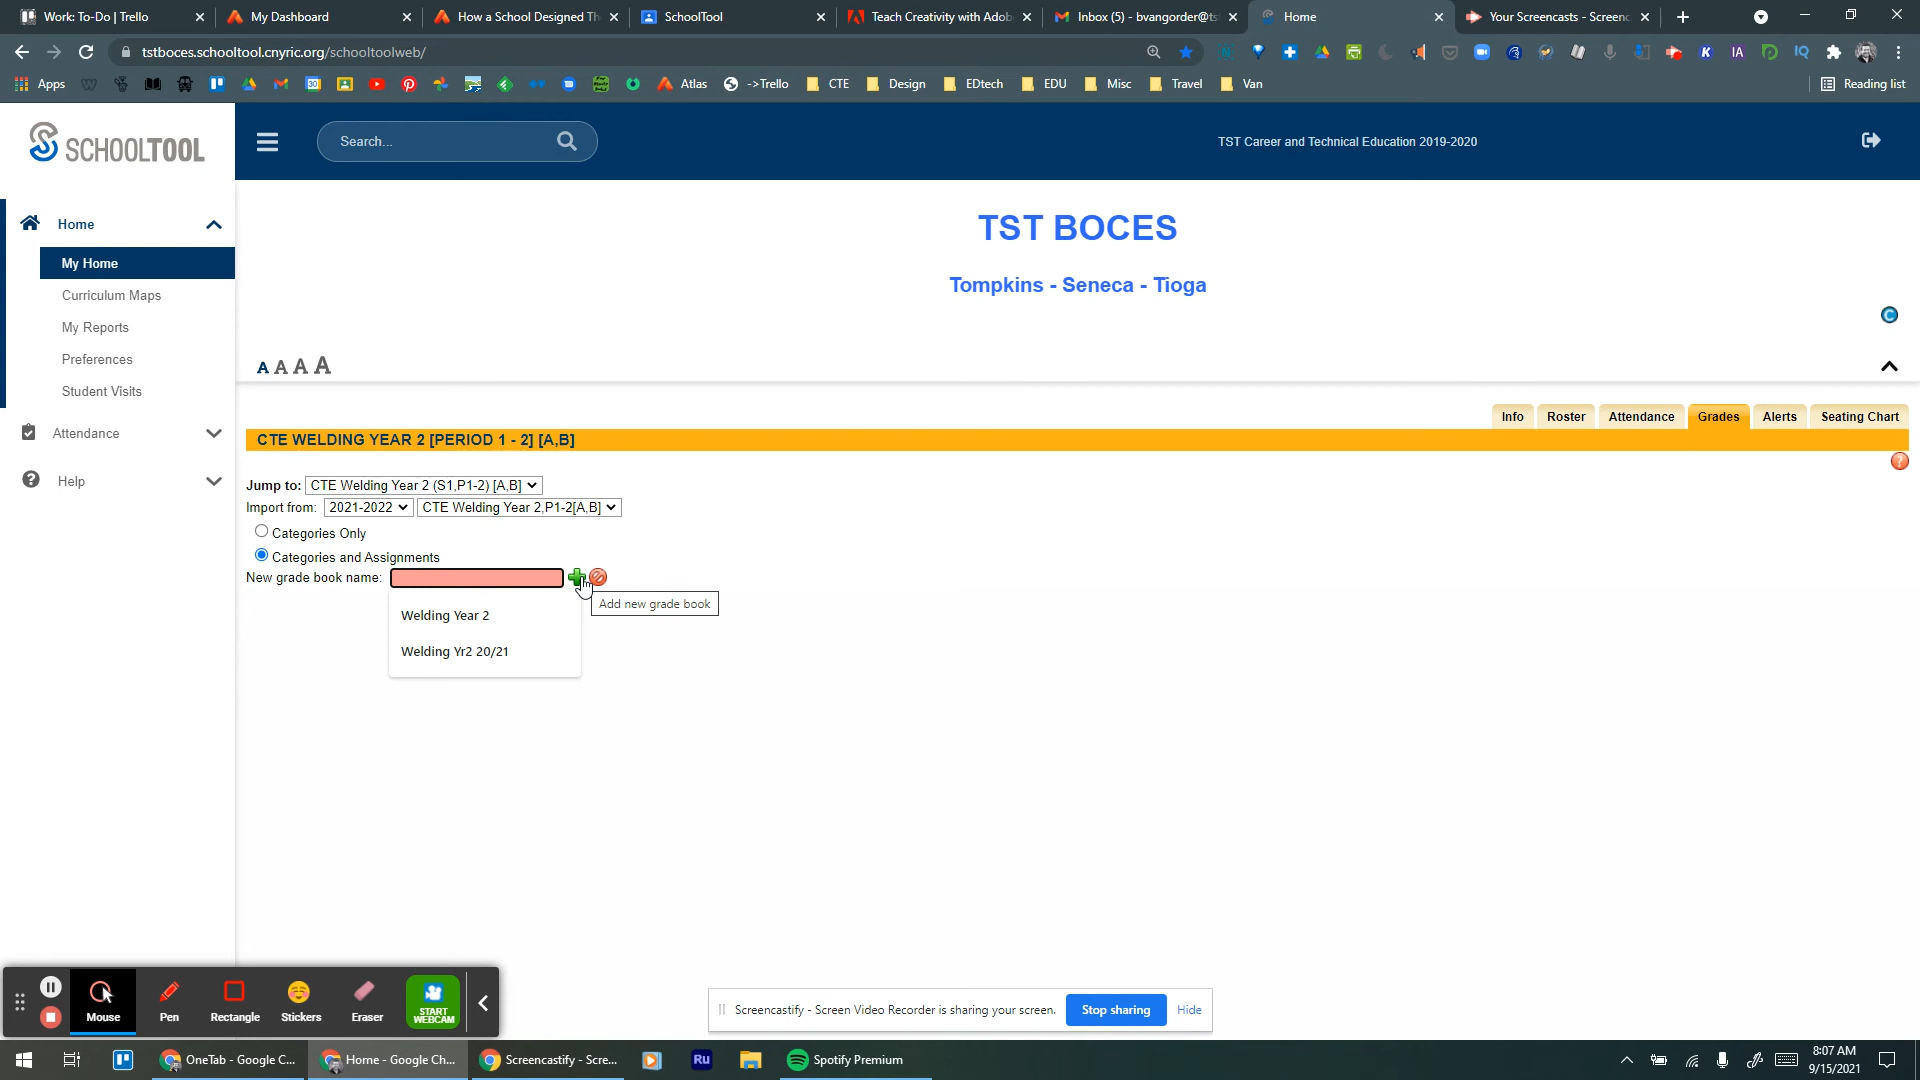 Work: To-Do | Trello
My Dashboard
How a School Designed Th
SchoolTool
Teach Creativity with Adob
Inbox (5) - bvangorder@ts
Home
Your Screencasts - Screenc
tstboces.schooltool.cnyric.org/schooltoolweb/
Apps
Atlas
->Trello
CTE
Design
EDtech
EDU
Misc
Travel
Van
Reading list
SCHOOLTOOL
Search...
TST Career and Technical Education 2019-2020
Home
My Home
Curriculum Maps
My Reports
Preferences
Student Visits
Attendance
Help
TST BOCES
Tompkins - Seneca - Tioga
A A A A
Info
Roster
Attendance
Grades
Alerts
Seating Chart
CTE WELDING YEAR 2 [PERIOD 1 - 2] [A,B]
Jump to: CTE Welding Year 2 (S1,P1-2) [A,B]
Import from: 2021-2022 CTE Welding Year 2,P1-2[A,B]
Categories Only
Categories and Assignments
New grade book name:
Add new grade book
Welding Year 2
Welding Yr2 20/21
Mouse
Pen
Rectangle
Stickers
Eraser
START
WEBCAM
Screencastify - Screen Video Recorder is sharing your screen.
Stop sharing
Hide
OneTab - Google C...
Home - Google Ch...
Screencastify - Scre...
Ru
Spotify Premium
8:07 AM
9/15/2021